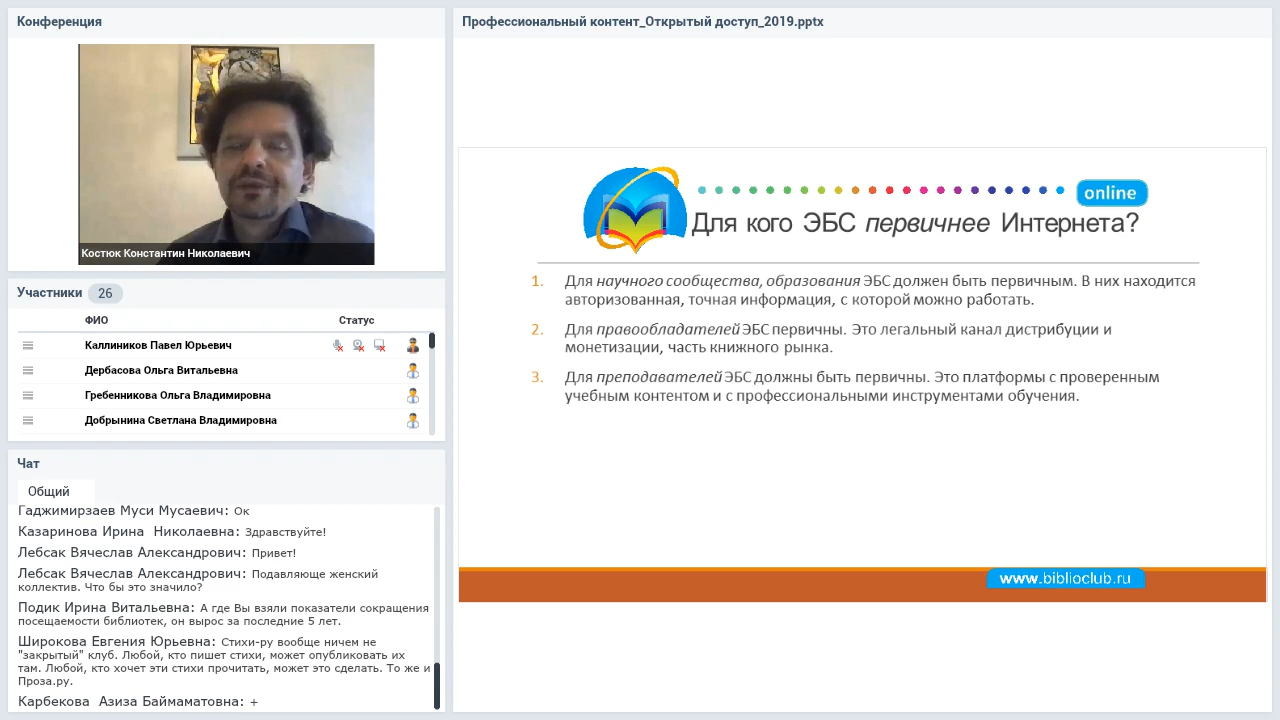 Конференция
Костюк Константин Николаевич
Участники 26
ФИО Статус
Каллиников Павел Юрьевич
Дербасова Ольга Витальевна
Гребенникова Ольга Владимировна
Добрынина Светлана Владимировна
Чат
Общий
Гаджимирзаев Муси Мусаевич: Ок
Казаринова Ирина Николаевна: Здравствуйте!
Лебсак Вячеслав Александрович: Привет!
Лебсак Вячеслав Александрович: Подавляюще женский
коллектив. Что бы это значило?
Подик Ирина Витальевна: А где Вы взяли показатели сокращения
посещаемости библиотек, он вырос за последние 5 лет.
Широкова Евгения Юрьевна: Стихи-ру вообще ничем не
"закрытый" клуб. Любой, кто пишет стихи, может опубликовать их
там. Любой, кто хочет эти стихи прочитать, может это сделать. То же и
Проза.ру.
Карбекова Азиза Баймаматовна: +
Профессиональный контент_Открытый доступ_2019.pptx
online
Для кого ЭБС первичнее Интернета?
1. Для научного сообщества, образования ЭБС должен быть первичным. В них находится
авторизованная, точная информация, с которой можно работать.
2. Для правообладателей ЭБС первичны. Это легальный канал дистрибуции и
монетизации, часть книжного рынка.
3. Для преподавателей ЭБС должны быть первичны. Это платформы с проверенным
учебным контентом и с профессиональными инструментами обучения.
www.biblioclub.ru